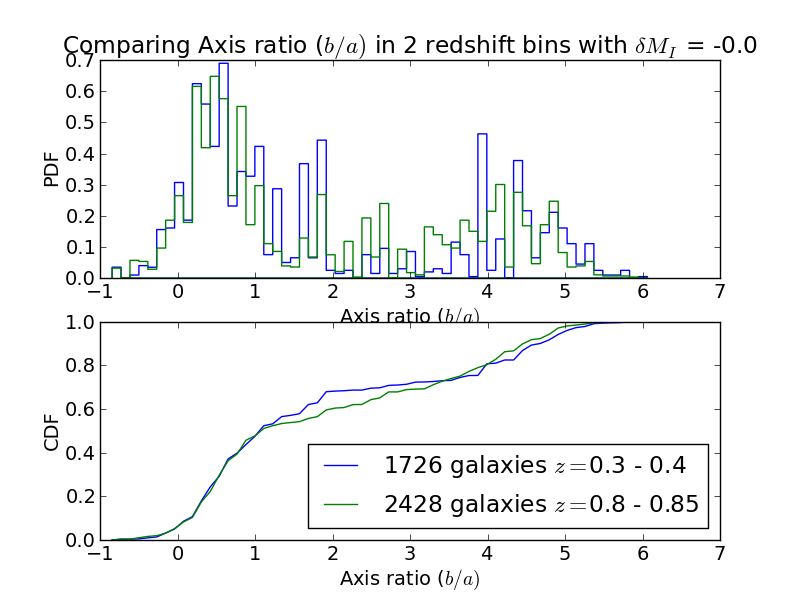 Comparing Axis ratio (b/a) in 2 redshift bins with δM_I = -0.0
0.7
0.6
0.5
0.4
0.3
0.2
0.1
0.0
PDF
−1 0 1 2 3 4 5 6 7
Axis ratio (b/a)
1.0
0.8
0.6
0.4
0.2
0.0
CDF
1726 galaxies z=0.3 - 0.4
2428 galaxies z=0.8 - 0.85
−1 0 1 2 3 4 5 6 7
Axis ratio (b/a)